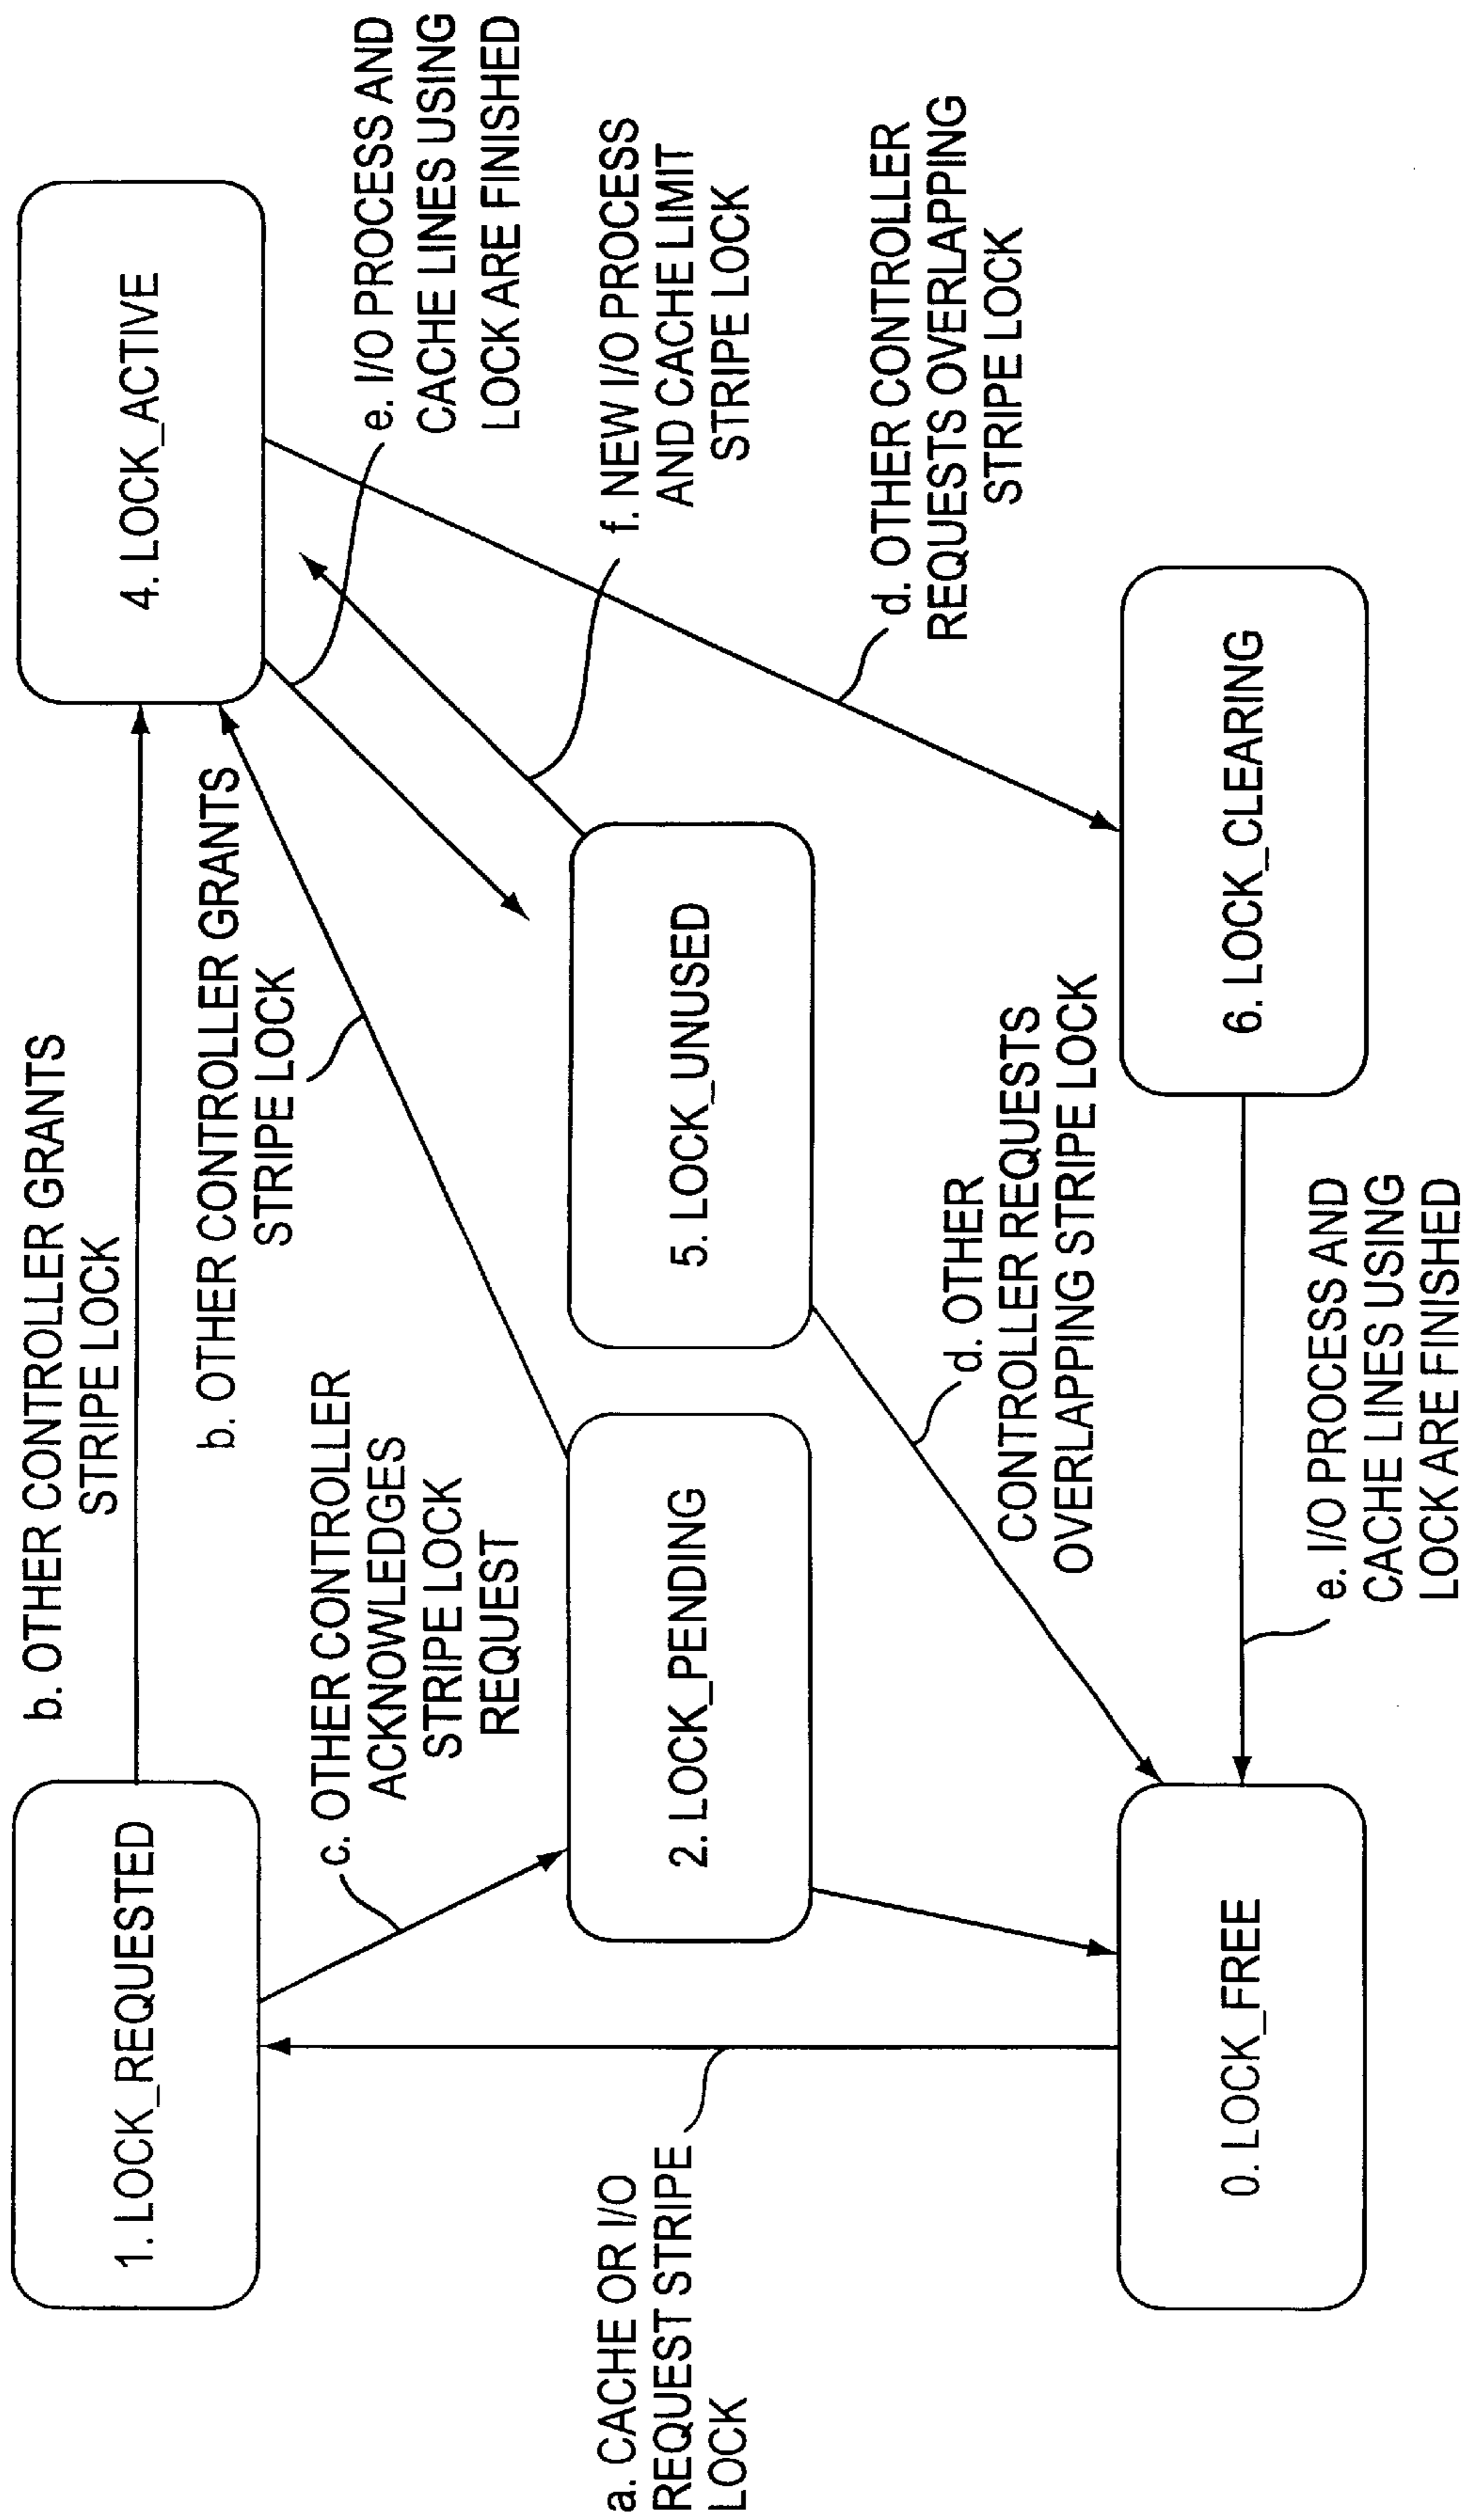 b. OTHER CONTROLLER GRANTS
STRIPE LOCK
1. LOCK_REQUESTED
4. LOCK_ACTIVE
b. OTHER CONTROLLER GRANTS
STRIPE LOCK
c. OTHER CONTROLLER
ACKNOWLEDGES
STRIPE LOCK
REQUEST
e. I/O PROCESS AND
CACHE LINES USING
LOCK ARE FINISHED
a. CACHE OR I/O
REQUEST STRIPE
LOCK
2. LOCK_PENDING
5. LOCK_UNUSED
f. NEW I/O PROCESS
AND CACHE LIMIT
STRIPE LOCK
d. OTHER CONTROLLER
REQUESTS OVERLAPPING
STRIPE LOCK
d. OTHER
CONTROLLER REQUESTS
OVERLAPPING STRIPE LOCK
0. LOCK_FREE
6. LOCK_CLEARING
e. I/O PROCESS AND
CACHE LINES USING
LOCK ARE FINISHED